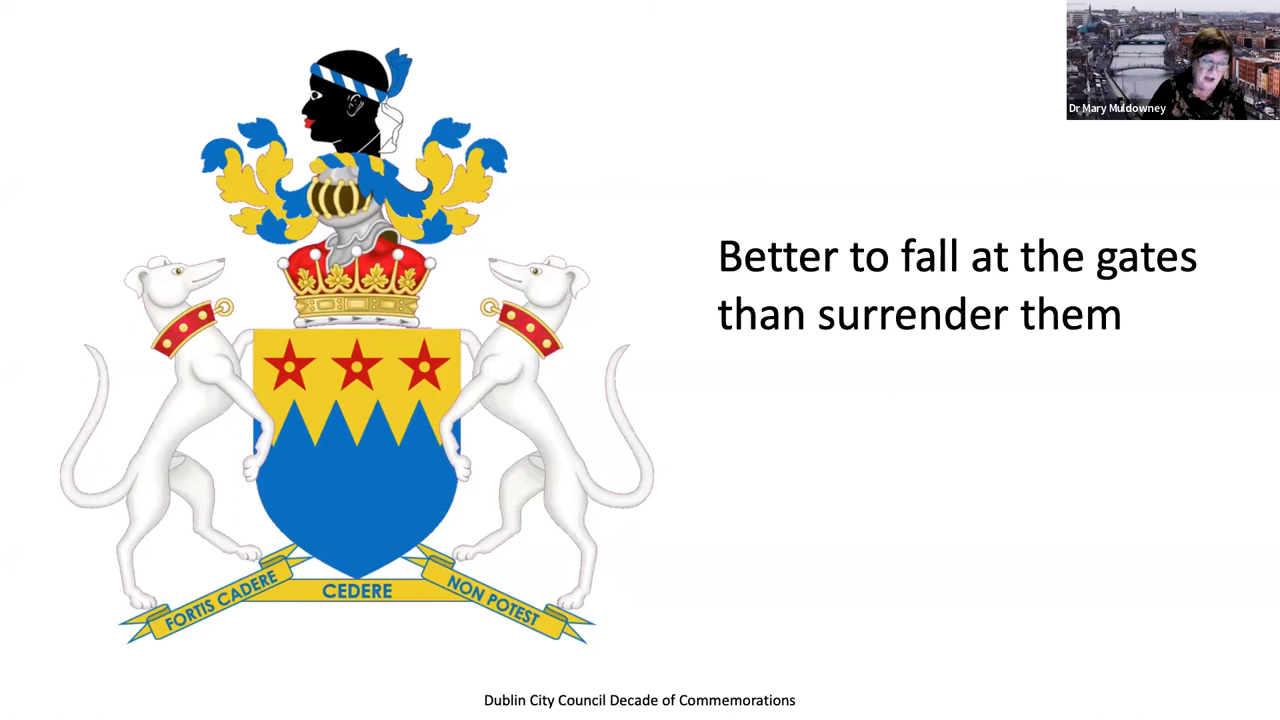 Dr Mary Muldowney
Better to fall at the gates
than surrender them
FORTIS CADERE
CEDERE
NON POTEST
Dublin City Council Decade of Commemorations